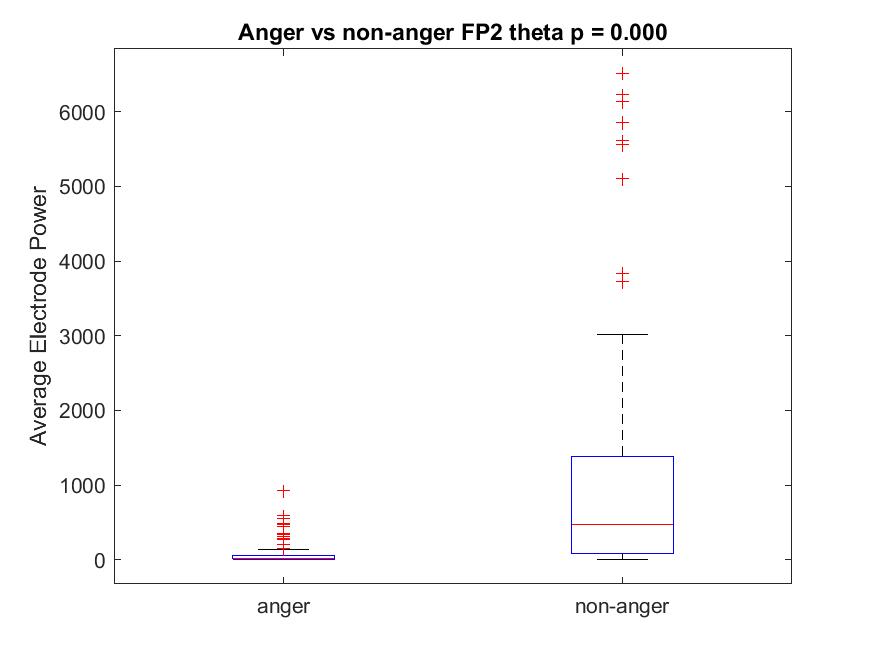 Anger vs non-anger FP2 theta p = 0.000
Average Electrode Power
6000
5000
4000
3000
2000
1000
0
anger
non-anger